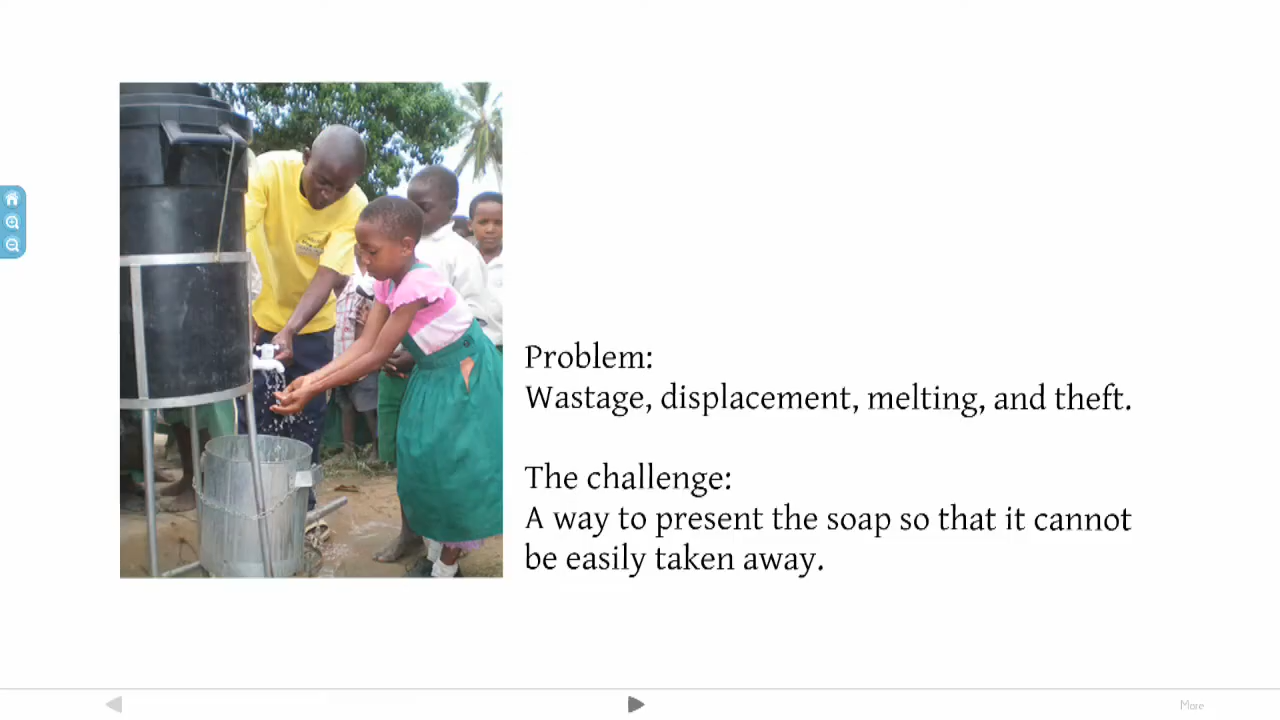 Problem:
Wastage, displacement, melting, and theft.
The challenge:
A way to present the soap so that it cannot
be easily taken away.
More